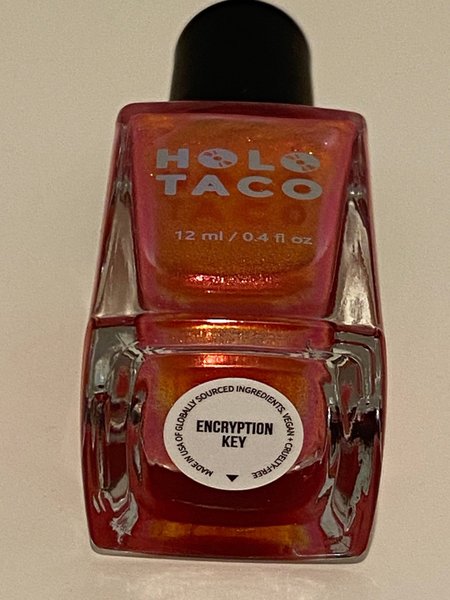 HOLO
TACO
12 ml / 0.4 fl oz
ENCRYPTION
KEY
MADE IN USA OF GLOBALLY SOURCED INGREDIENTS, VEGAN + CRUELTY-FREE